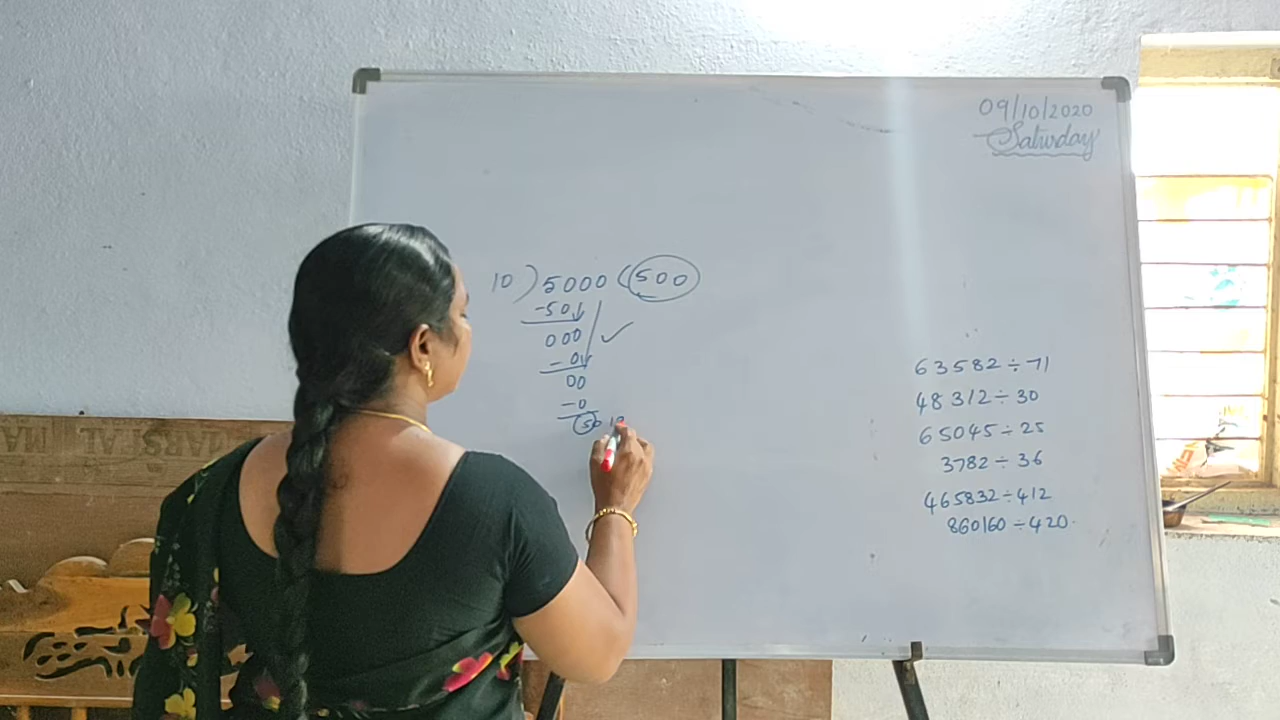 09/10/2020
Saturday
10 ) 5000 ( 500
-50
000
-0
00
-0
63582 ÷ 71
48312 ÷ 30
65045 ÷ 25
3782 ÷ 36
465832 ÷ 412
860160 ÷ 420